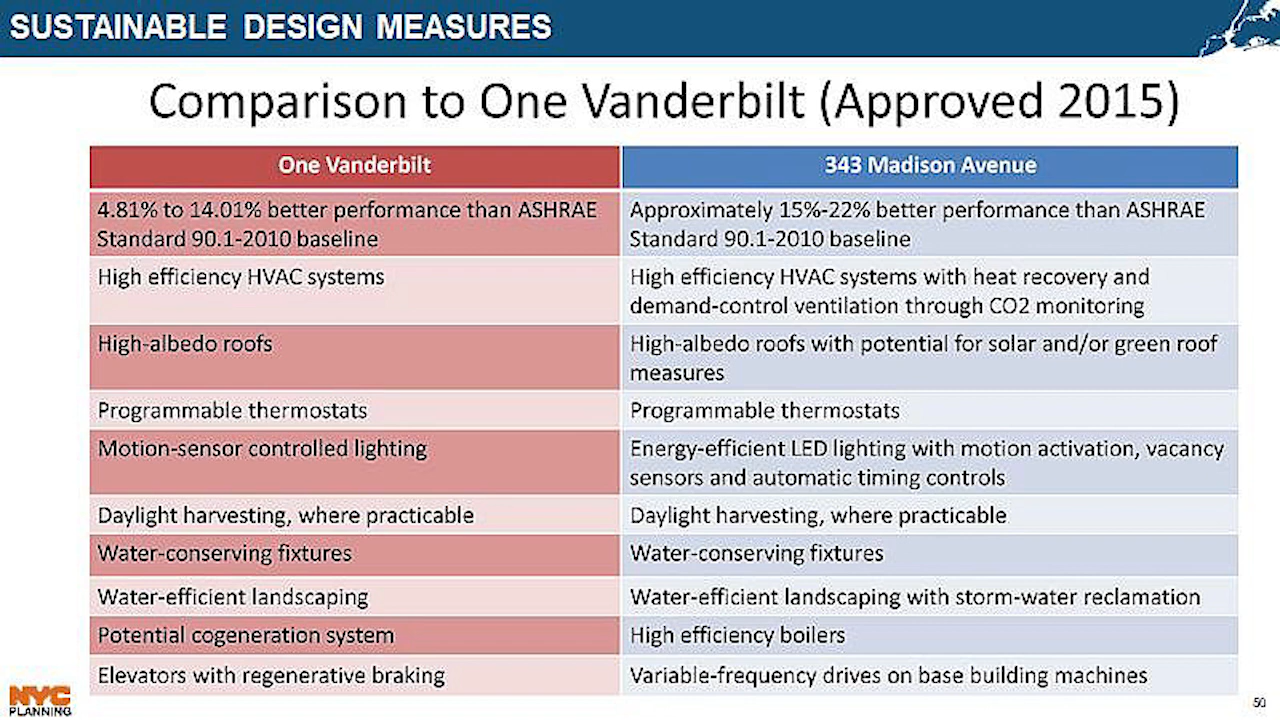 SUSTAINABLE DESIGN MEASURES
Comparison to One Vanderbilt (Approved 2015)
One Vanderbilt
343 Madison Avenue
4.81% to 14.01% better performance than ASHRAE
Standard 90.1-2010 baseline
Approximately 15%-22% better performance than ASHRAE
Standard 90.1-2010 baseline
High efficiency HVAC systems
High efficiency HVAC systems with heat recovery and
demand-control ventilation through CO2 monitoring
High-albedo roofs
High-albedo roofs with potential for solar and/or green roof
measures
Programmable thermostats
Programmable thermostats
Motion-sensor controlled lighting
Energy-efficient LED lighting with motion activation, vacancy
sensors and automatic timing controls
Daylight harvesting, where practicable
Daylight harvesting, where practicable
Water-conserving fixtures
Water-conserving fixtures
Water-efficient landscaping
Water-efficient landscaping with storm-water reclamation
Potential cogeneration system
High efficiency boilers
Elevators with regenerative braking
Variable-frequency drives on base building machines
NYC
PLANNING
50